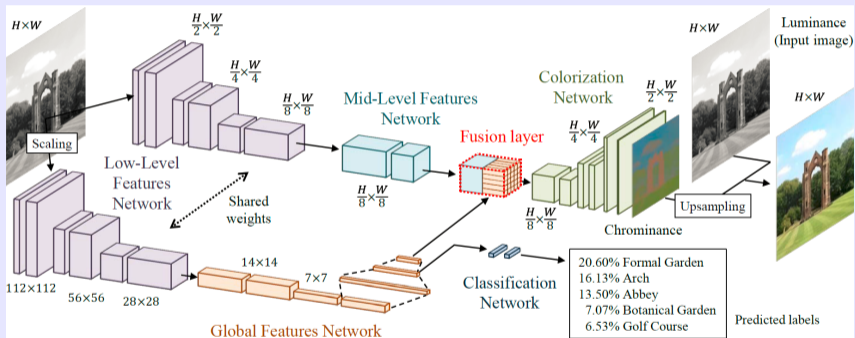 H×W
Scaling
H/2 × W/2
H/4 × W/4
H/8 × W/8
Low-Level
Features
Network
Shared
weights
112×112
56×56
28×28
Mid-Level Features
Network
H/8 × W/8
Fusion layer
14×14
7×7
Global Features Network
Colorization
Network
H/8 × W/8
H/4 × W/4
H/2 × W/2
Chrominance
Classification
Network
H×W
Luminance
(Input image)
H×W
Upsampling
20.60% Formal Garden
16.13% Arch
13.50% Abbey
7.07% Botanical Garden
6.53% Golf Course
Predicted labels